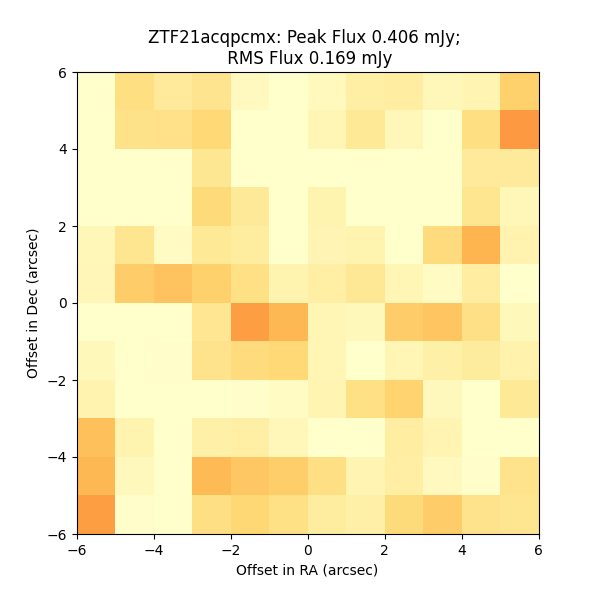 ZTF21acqpcmx: Peak Flux 0.406 mJy;
RMS Flux 0.169 mJy
6
4
2
0
−2
−4
−6
Offset in Dec (arcsec)
−6 −4 −2 0 2 4 6
Offset in RA (arcsec)